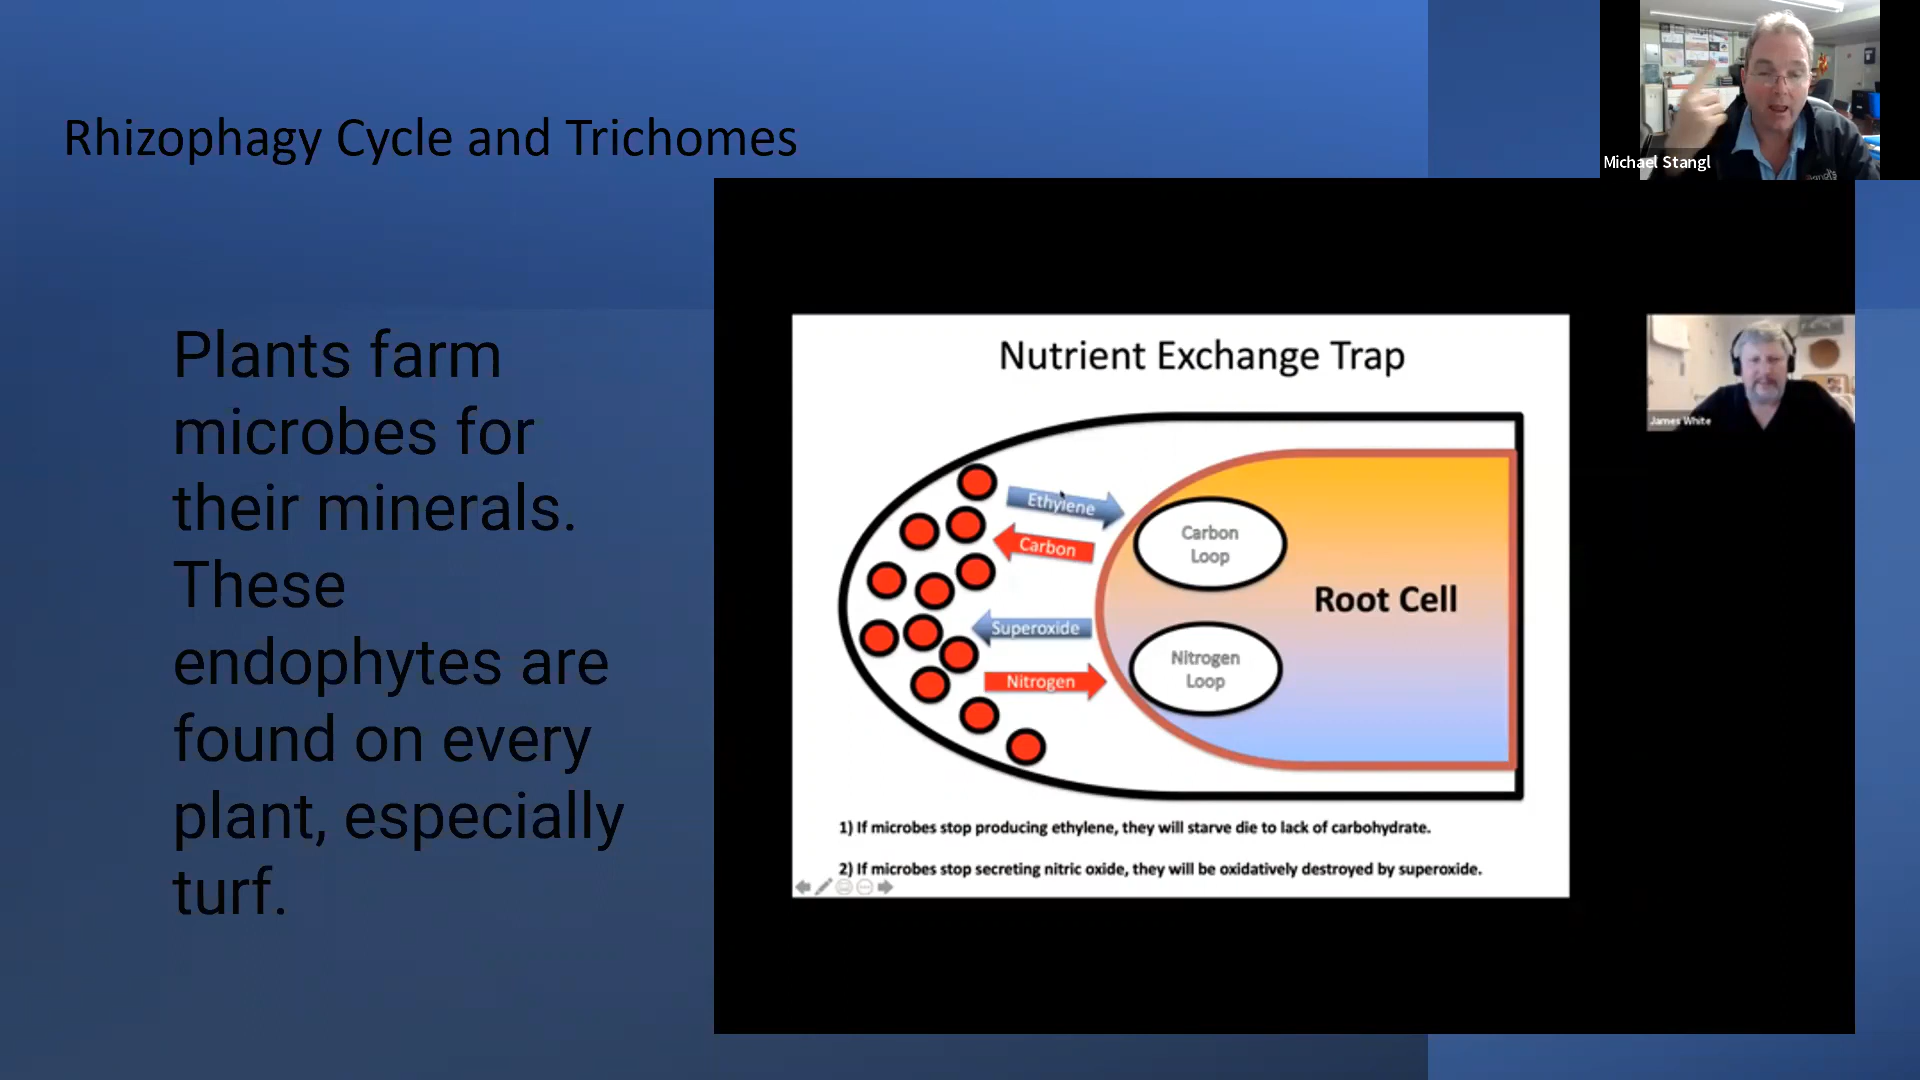 Rhizophagy Cycle and Trichomes
Michael Stangl
Plants farm
microbes for
their minerals.
These
endophytes are
found on every
plant, especially
turf.
Nutrient Exchange Trap
James White
Ethylene
Carbon
Carbon
Loop
Root Cell
Superoxide
Nitrogen
Nitrogen
Loop
1) If microbes stop producing ethylene, they will starve die to lack of carbohydrate.
2) If microbes stop secreting nitric oxide, they will be oxidatively destroyed by superoxide.